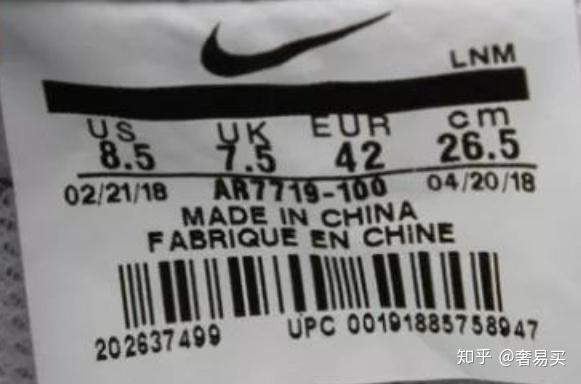 LNM
US UK EUR cm
8.5 7.5 42 26.5
02/21/18 AR7719-100 04/20/18
MADE IN CHINA
FABRIQUE EN CHINE
202637499 UPC 00191885758947
知乎 @奢易买